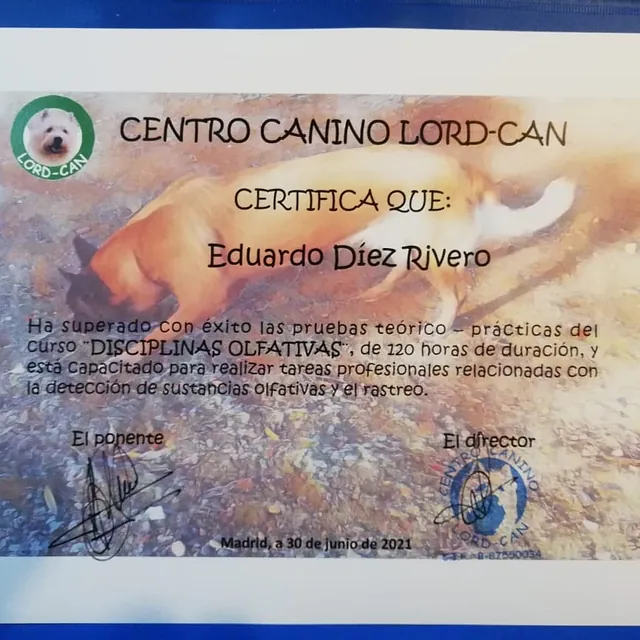 CENTRO CANINO LORD-CAN
LORD-CAN
CERTIFICA QUE:
Eduardo Díez Rivero
Ha superado con éxito las pruebas teórico – prácticas del
curso ¨DISCIPLINAS OLFATIVAS¨, de 120 horas de duración, y
está capacitado para realizar tareas profesionales relacionadas con
la detección de sustancias olfativas y el rastreo.
El ponente
El director
CENTRO CANINO
LORD-CAN
Madrid, a 30 de junio de 2021